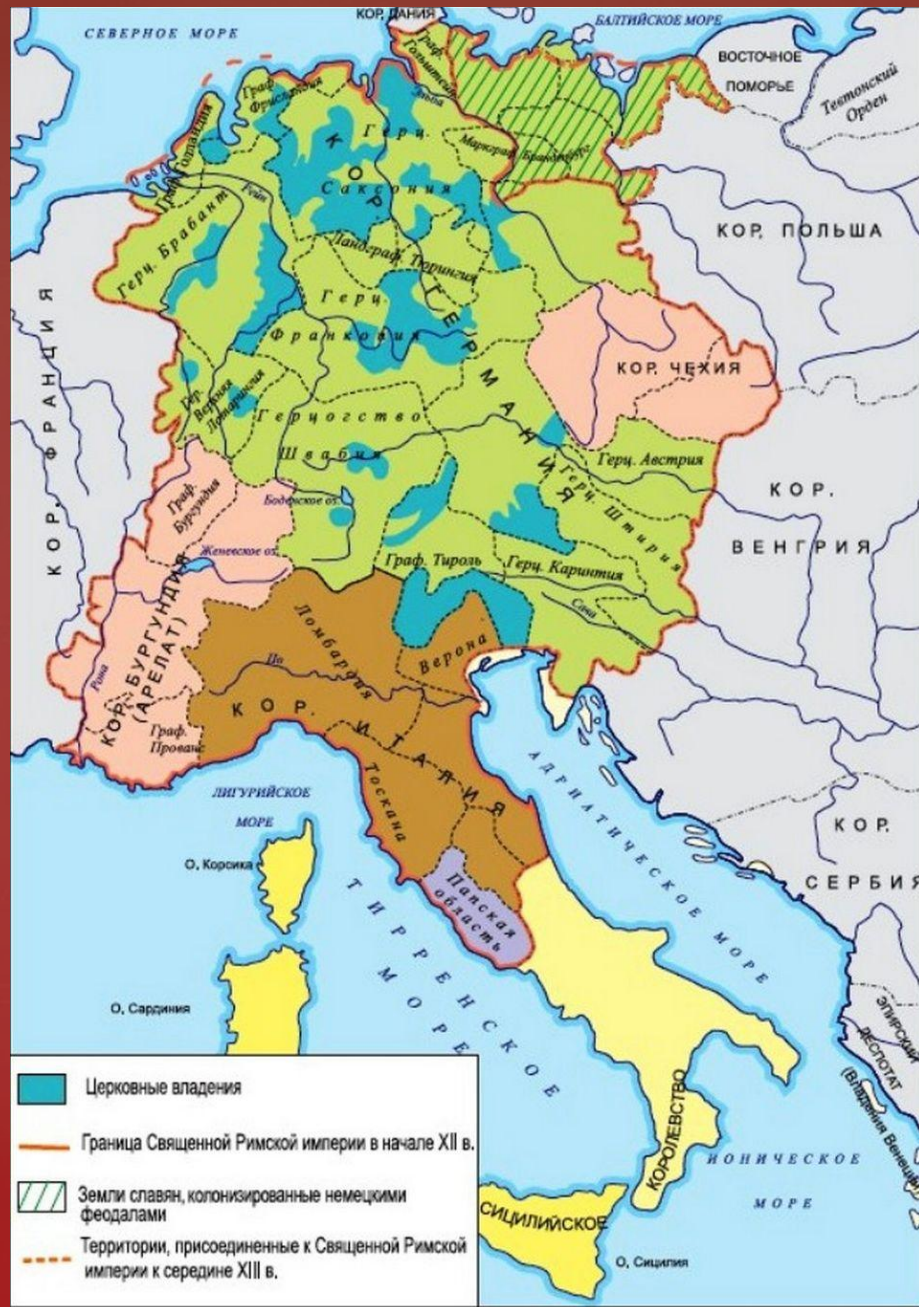 КОР. ДАНИЯ
СЕВЕРНОЕ МОРЕ
БАЛТИЙСКОЕ МОРЕ
ВОСТОЧНОЕ
ПОМОРЬЕ
Тевтонский
Орден
Граф.
Гольштейн
Граф.
Фрисландия
Эльба
Граф. Голландия
Герц.
Саксония
Маркграф. Бранденбург
Рейн
КОР. ГЕРМАНИЯ
КОР. ПОЛЬША
Герц. Брабант
Ландграф. Тюрингия
Герц.
Франкония
КОР. ФРАНЦИЯ
КОР. ЧЕХИЯ
Гер.
Верхняя
Лотарингия
Герцогство
Швабия
Герц. Австрия
Герц. Штирия
КОР.
ВЕНГРИЯ
Граф.
Бургундия
Боденское оз.
Женевское оз.
Граф. Тироль
Герц. Каринтия
Сава
КОР. БУРГУНДИЯ
(АРЕЛАТ)
Рона
Ломбардия
Верона
По
КОР. ИТАЛИЯ
Граф.
Прованс
Тоскана
ЛИГУРИЙСКОЕ
МОРЕ
АДРИАТИЧЕСКОЕ МОРЕ
О, Корсика
Папская
область
КОР.
СЕРБИЯ
ТИРРЕНСКОЕ
МОРЕ
О, Сардиния
ЭПИРСКИЙ
ДЕСПОТАТ
(Владения Венеции
КОРОЛЕВСТВО
СИЦИЛИЙСКОЕ
ИОНИЧЕСКОЕ
МОРЕ
О, Сицилия
Церковные владения
Граница Священной Римской империи в начале XII в.
Земли славян, колонизированные немецкими
феодалами
Территории, присоединенные к Священной Римской
империи к середине XIII в.